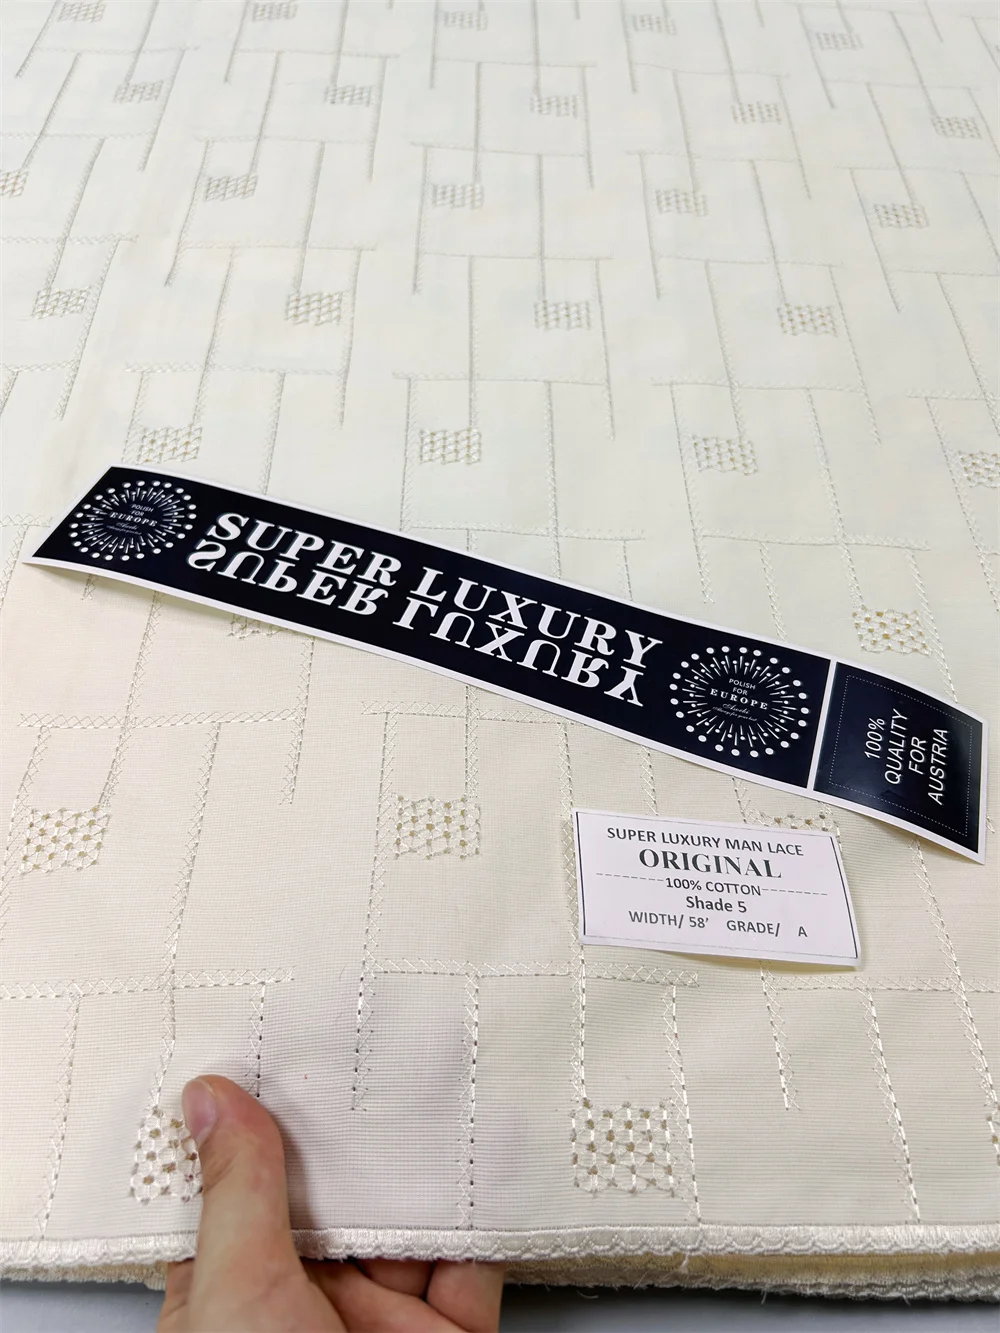 POLISH
FOR
EUROPE
SUPER LUXURY
SUPER LUXURY
POLISH
FOR
EUROPE
100%
QUALITY
FOR
AUSTRIA
SUPER LUXURY MAN LACE
ORIGINAL
100% COTTON
Shade 5
WIDTH/ 58' GRADE/ A